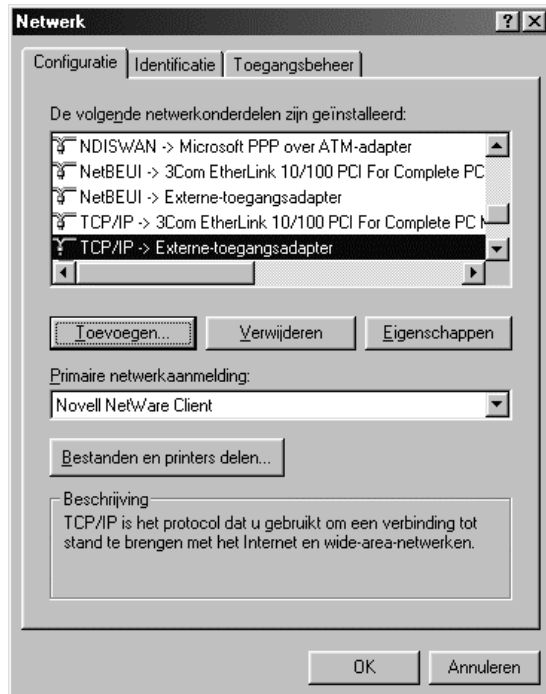 Netwerk
Configuratie
Identificatie
Toegangsbeheer
De volgende netwerkonderdelen zijn geïnstalleerd:
NDISWAN -> Microsoft PPP over ATM-adapter
NetBEUI -> 3Com EtherLink 10/100 PCI For Complete PC
NetBEUI -> Externe-toegangsadapter
TCP/IP -> 3Com EtherLink 10/100 PCI For Complete PC
TCP/IP -> Externe-toegangsadapter
Toevoegen...
Verwijderen
Eigenschappen
Primaire netwerkaanmelding:
Novell NetWare Client
Bestanden en printers delen...
Beschrijving
TCP/IP is het protocol dat u gebruikt om een verbinding tot
stand te brengen met het Internet en wide-area-netwerken.
OK
Annuleren